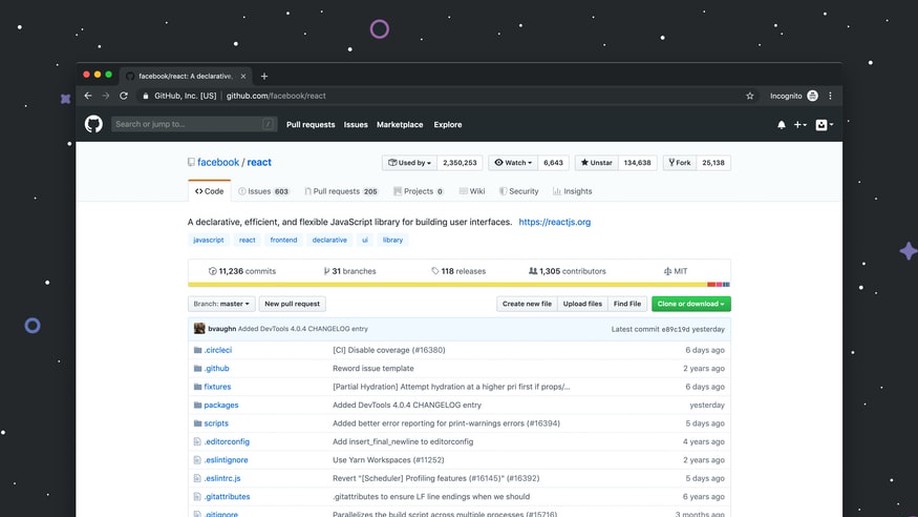 facebook/react: A declarative,
GitHub, Inc. [US] | github.com/facebook/react
Incognito
Search or jump to... /
Pull requests Issues Marketplace Explore
facebook / react
Used by 2,350,253 Watch 6,643 Unstar 134,638 Fork 25,138
Code Issues 603 Pull requests 205 Projects 0 Wiki Security Insights
A declarative, efficient, and flexible JavaScript library for building user interfaces. https://reactjs.org
javascript react frontend declarative ui library
11,236 commits 31 branches 118 releases 1,305 contributors MIT
Branch: master New pull request Create new file Upload files Find File Clone or download
bvaughn Added DevTools 4.0.4 CHANGELOG entry Latest commit e89c19d yesterday
.circleci [CI] Disable coverage (#16380) 6 days ago
.github Reword issue template 2 years ago
fixtures [Partial Hydration] Attempt hydration at a higher pri first if props/... 6 days ago
packages Added DevTools 4.0.4 CHANGELOG entry yesterday
scripts Added better error reporting for print-warnings errors (#16394) 5 days ago
.editorconfig Add insert_final_newline to editorconfig 4 years ago
.eslintignore Use Yarn Workspaces (#11252) 2 years ago
.eslintrc.js Revert "[Scheduler] Profiling features (#16145)" (#16392) 5 days ago
.gitattributes .gitattributes to ensure LF line endings when we should 6 years ago
.gitignore Parallelizes the build script across multiple processes (#15716) 3 months ago